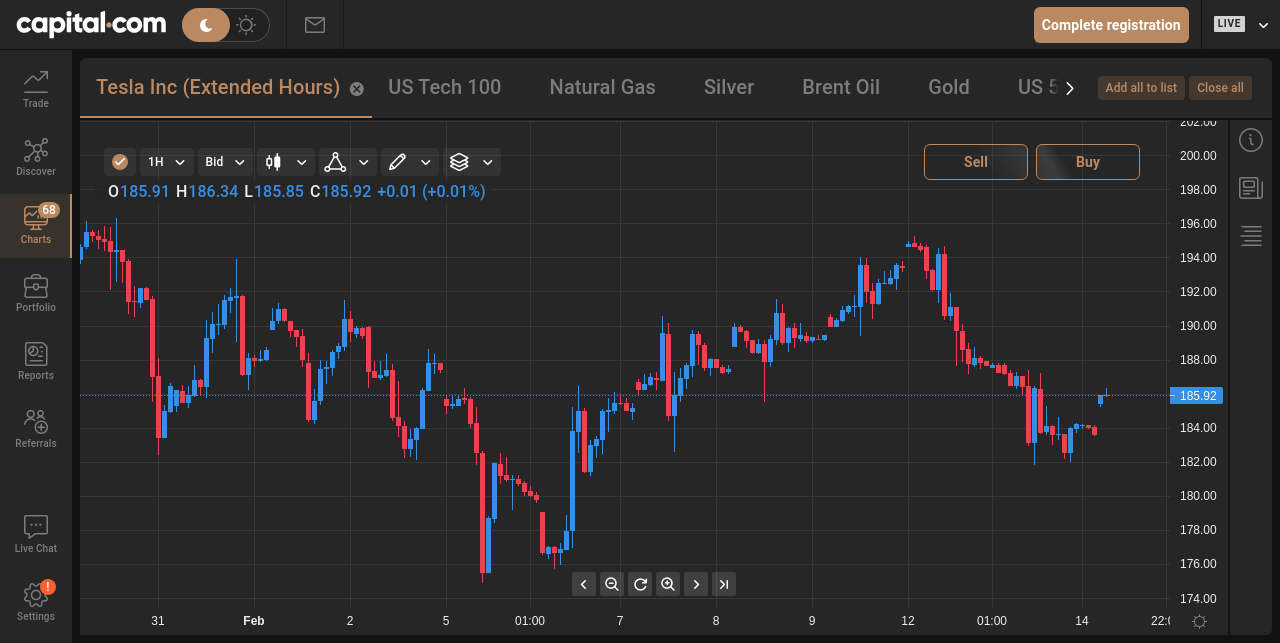 capital.com
Complete registration
LIVE
Trade
Discover
68
Charts
Portfolio
Reports
Referrals
Live Chat
!
Settings
Tesla Inc (Extended Hours)
US Tech 100
Natural Gas
Silver
Brent Oil
Gold
US 5
Add all to list
Close all
1H
Bid
Sell
Buy
O185.91 H186.34 L185.85 C185.92 +0.01 (+0.01%)
202.00
200.00
198.00
196.00
194.00
192.00
190.00
188.00
185.92
184.00
182.00
180.00
178.00
176.00
174.00
31 Feb 2 5 01:00 7 8 9 12 01:00 14 22:0